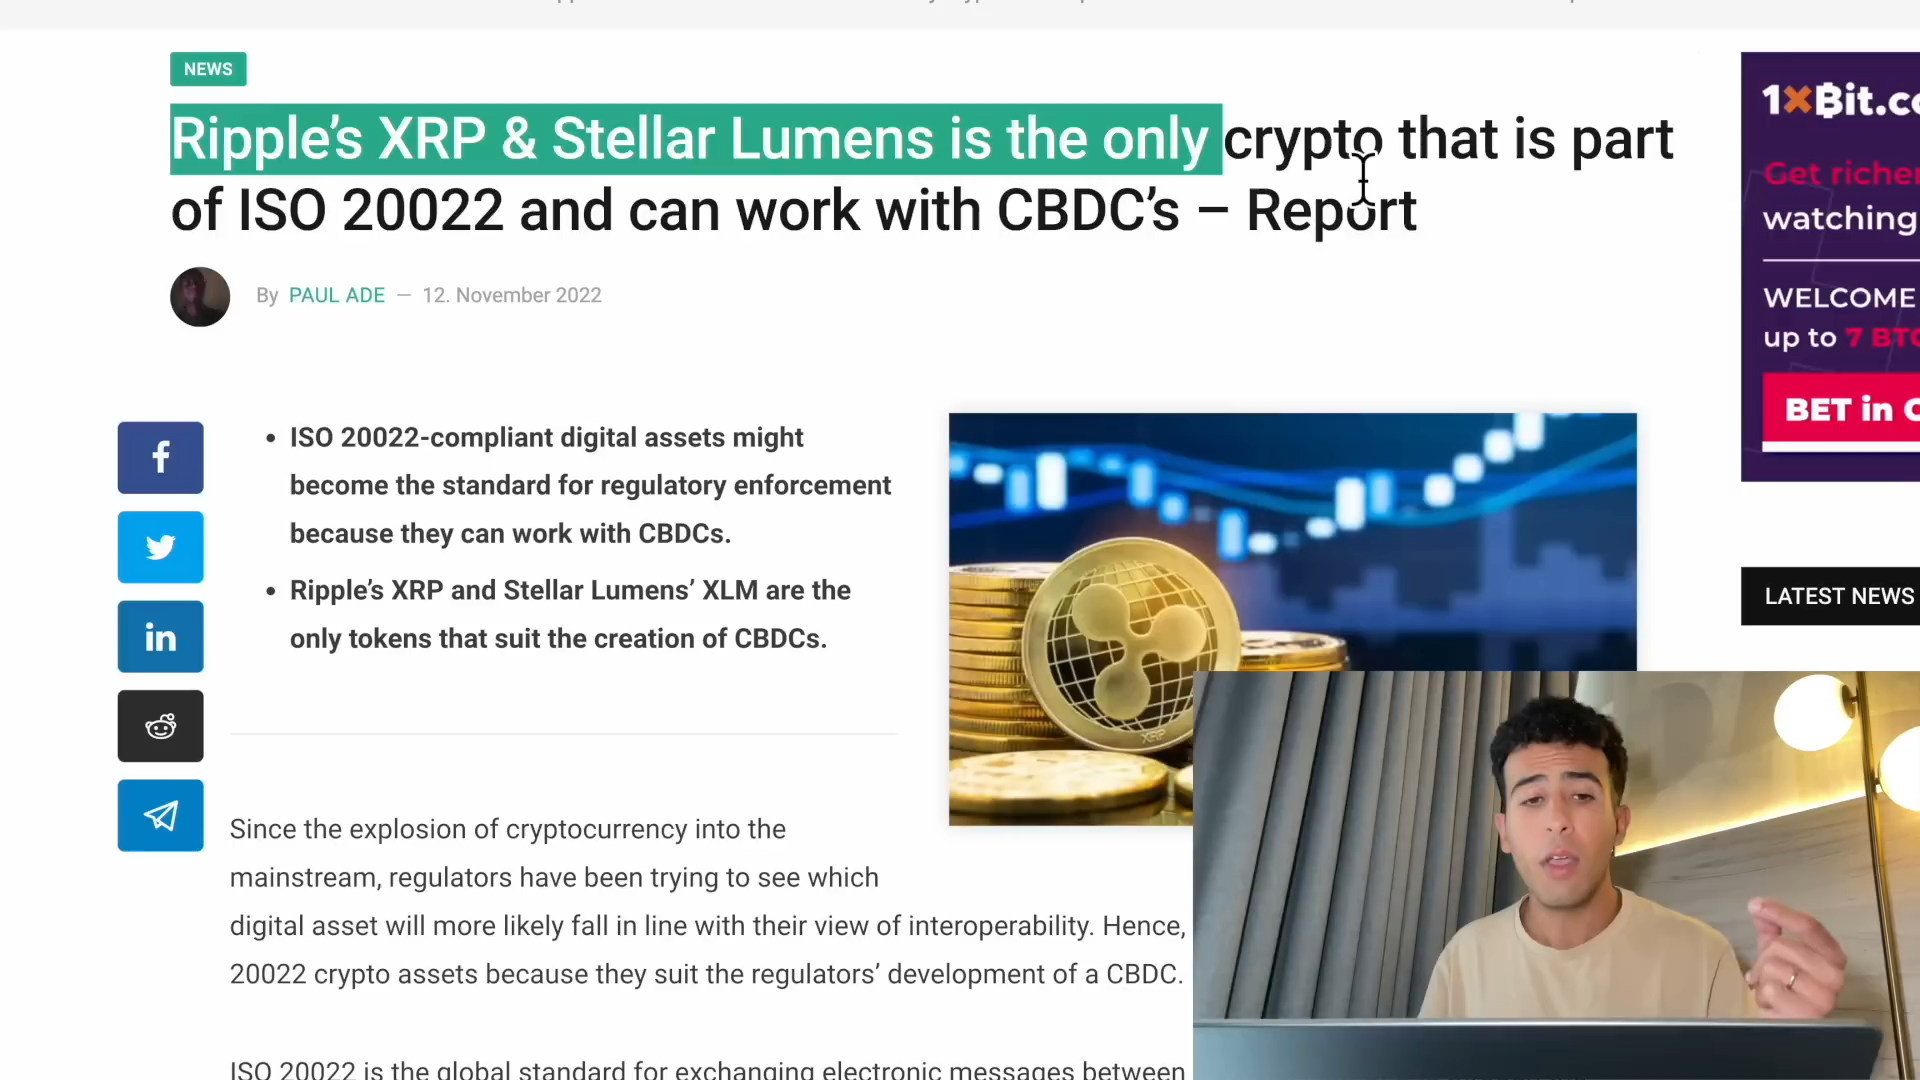 NEWS
Ripple’s XRP & Stellar Lumens is the only crypto that is part
of ISO 20022 and can work with CBDC’s – Report
By PAUL ADE — 12. November 2022
ISO 20022-compliant digital assets might
become the standard for regulatory enforcement
because they can work with CBDCs.
Ripple’s XRP and Stellar Lumens’ XLM are the
only tokens that suit the creation of CBDCs.
XRP
Since the explosion of cryptocurrency into the
mainstream, regulators have been trying to see which
digital asset will more likely fall in line with their view of interoperability. Hence,
20022 crypto assets because they suit the regulators’ development of a CBDC.
ISO 20022 is the global standard for exchanging electronic messages between
1xBit.co
Get richer
watching
WELCOME
up to 7 BTC
BET in C
LATEST NEWS